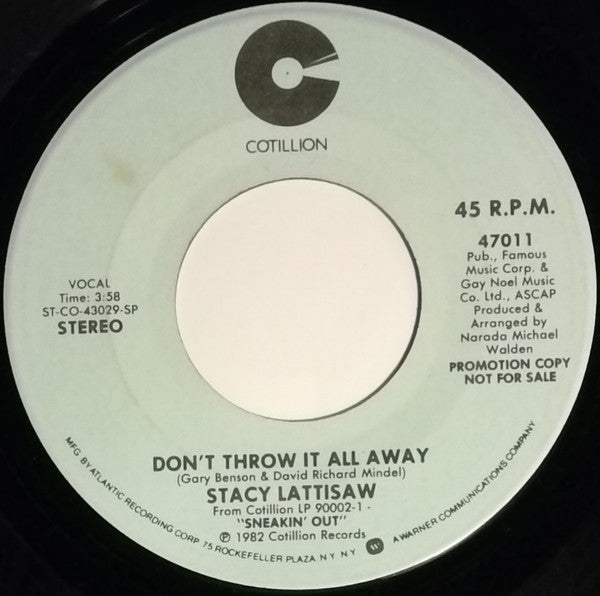 COTILLION
45 R.P.M.
47011
Pub., Famous
Music Corp. &
Gay Noel Music
Co. Ltd., ASCAP
Produced &
Arranged by
Narada Michael
Walden
PROMOTION COPY
NOT FOR SALE
VOCAL
Time: 3:58
ST-CO-43029-SP
STEREO
DON'T THROW IT ALL AWAY
(Gary Benson & David Richard Mindel)
STACY LATTISAW
From Cotillion LP 90002-1 -
"SNEAKIN' OUT"
℗ 1982 Cotillion Records
MFG. BY ATLANTIC RECORDING CORP. 75 ROCKEFELLER PLAZA. NY NY A WARNER COMMUNICATIONS COMPANY